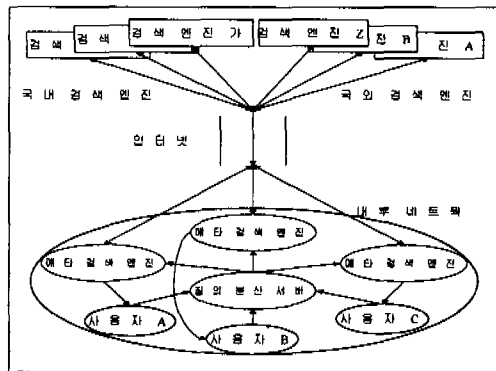 검색 검색 검색 엔진 가 검색 엔진 Z 진 B 진 A
국내 검색 엔진 국외 검색 엔진
인터넷
내부 네트웍
메타 검색 엔진
메타 검색 엔진 메타 검색 엔진
질의 분산 서버
사용자 A 사용자 C
사용자 B